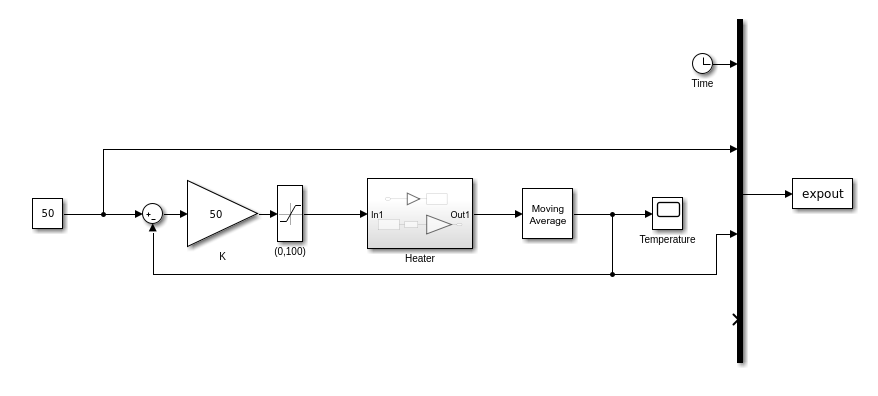 Time
50
+
-
50
K
(0,100)
In1
Out1
Heater
Moving
Average
Temperature
expout